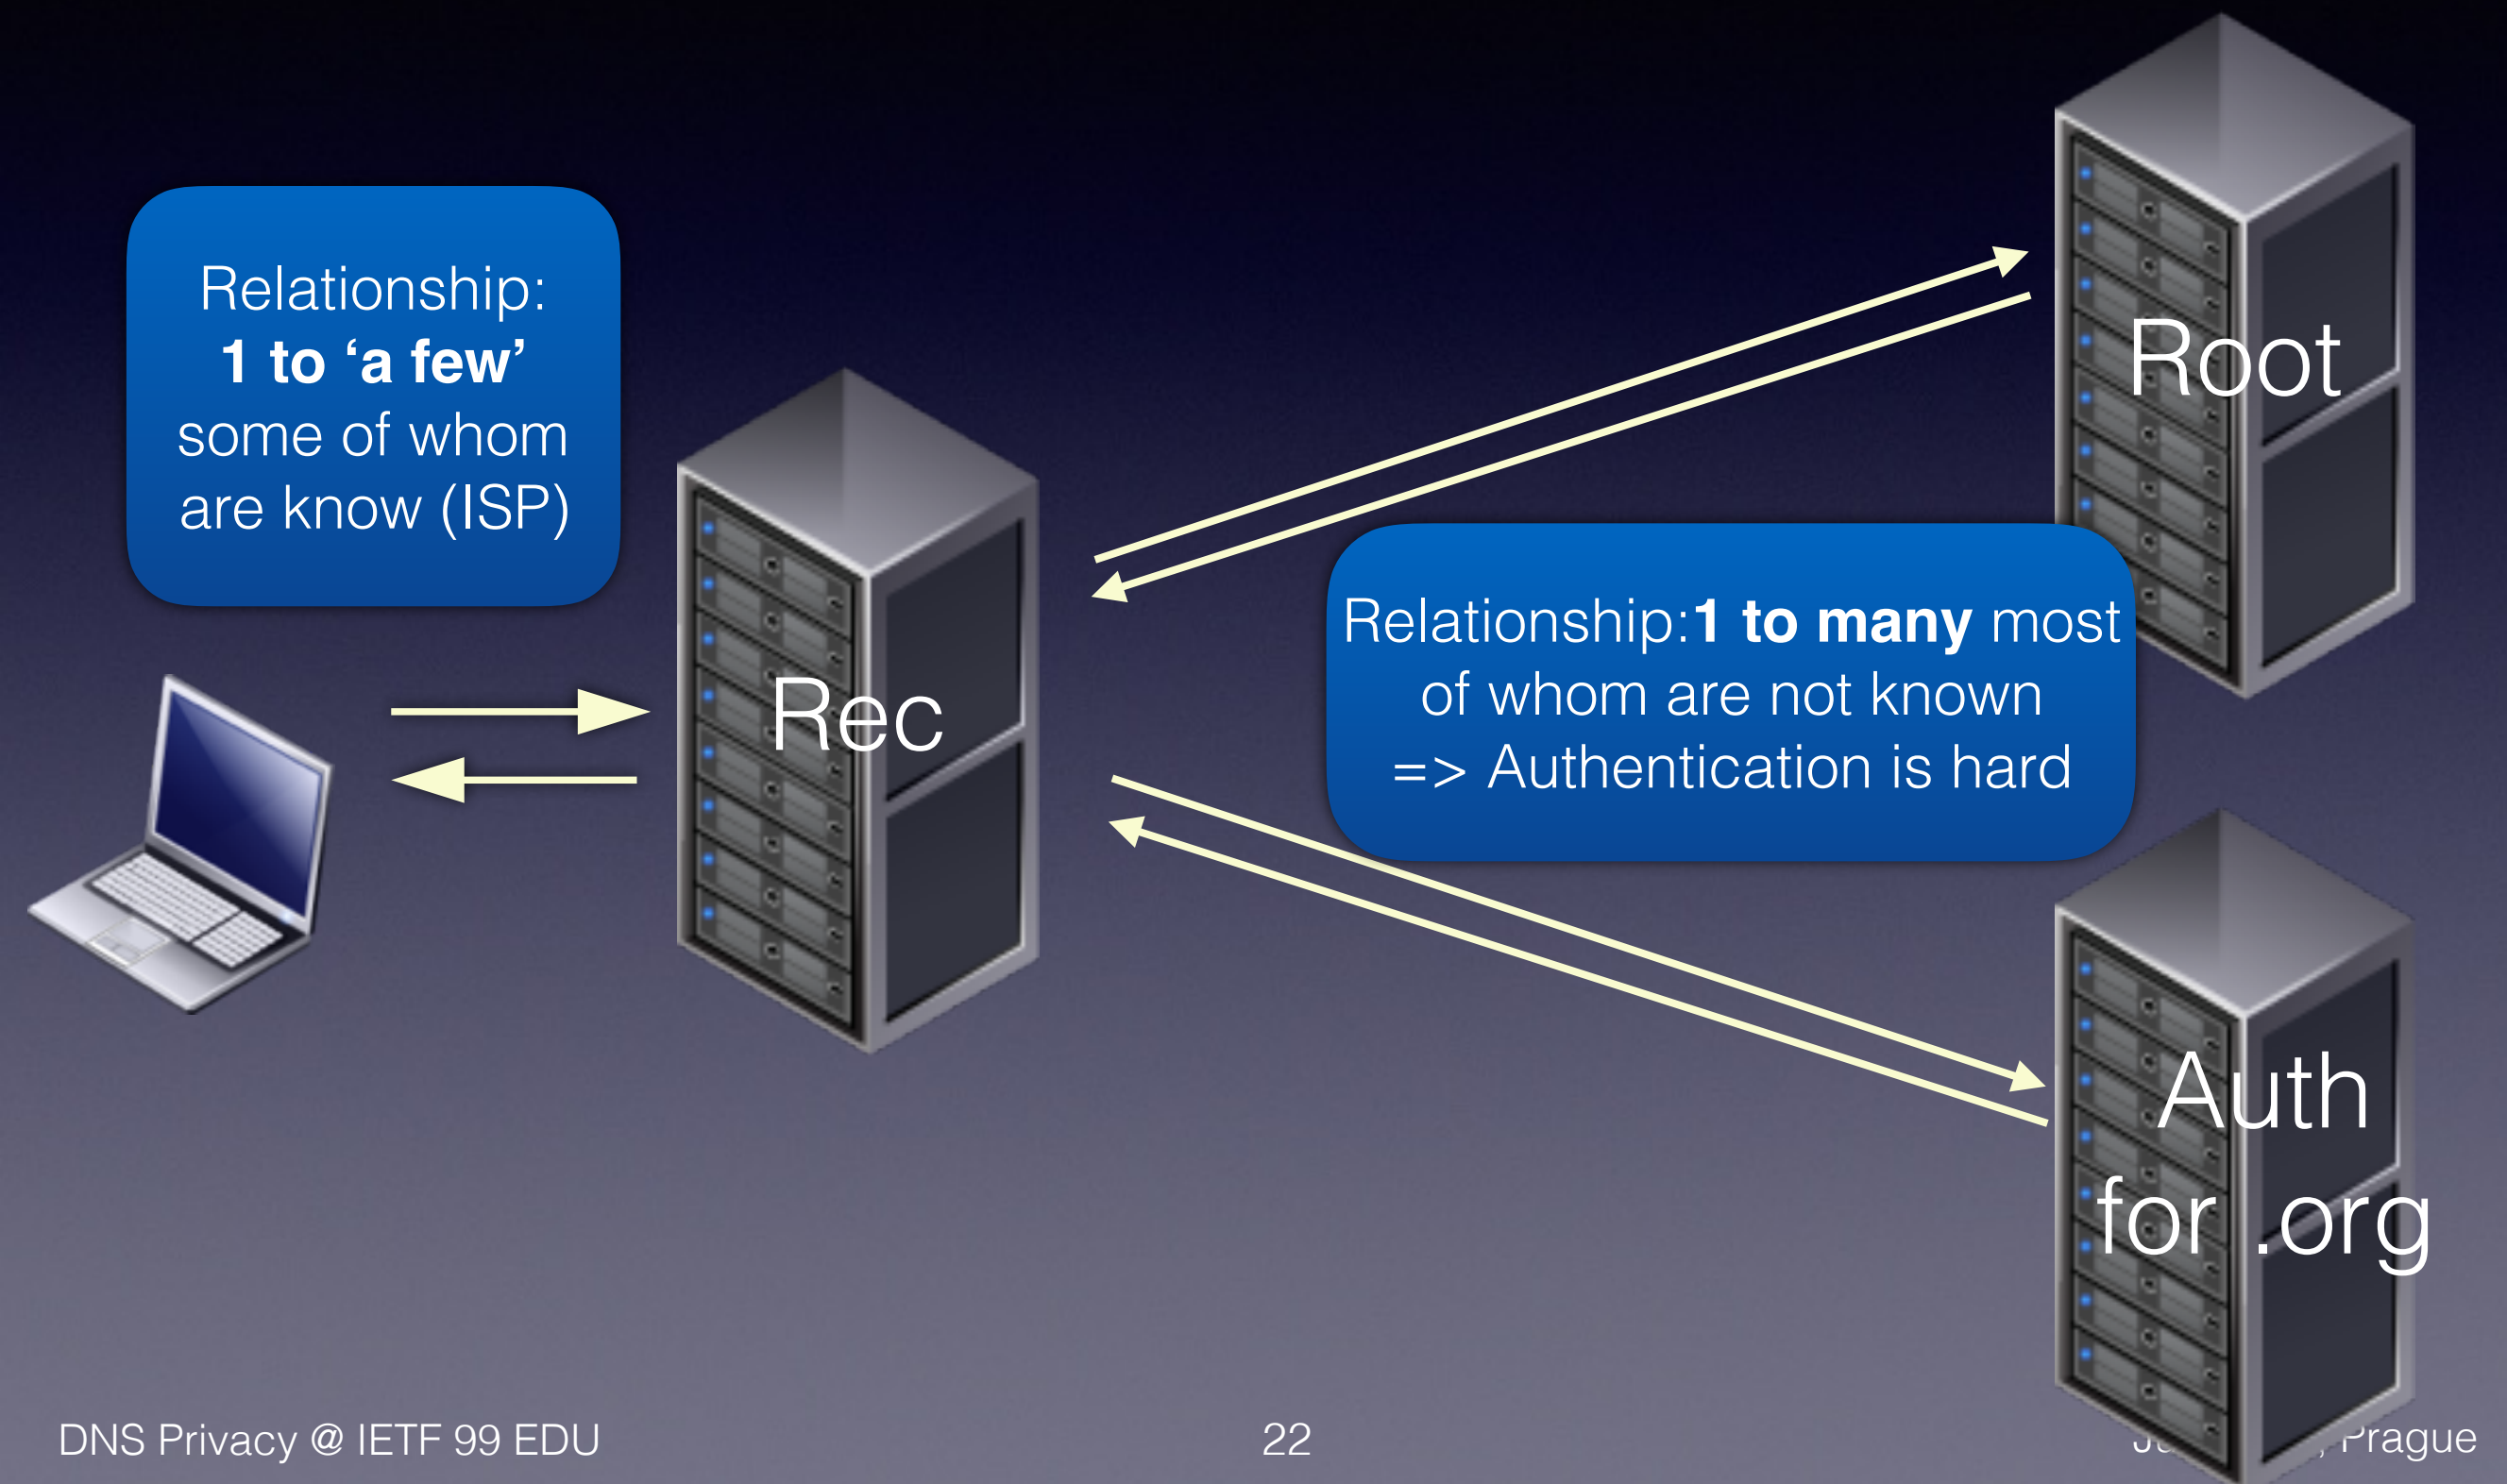 Relationship:
1 to ‘a few’
some of whom
are know (ISP)
Rec
Root
Relationship:1 to many most
of whom are not known
=> Authentication is hard
Auth
for .org
DNS Privacy @ IETF 99 EDU
22
Prague